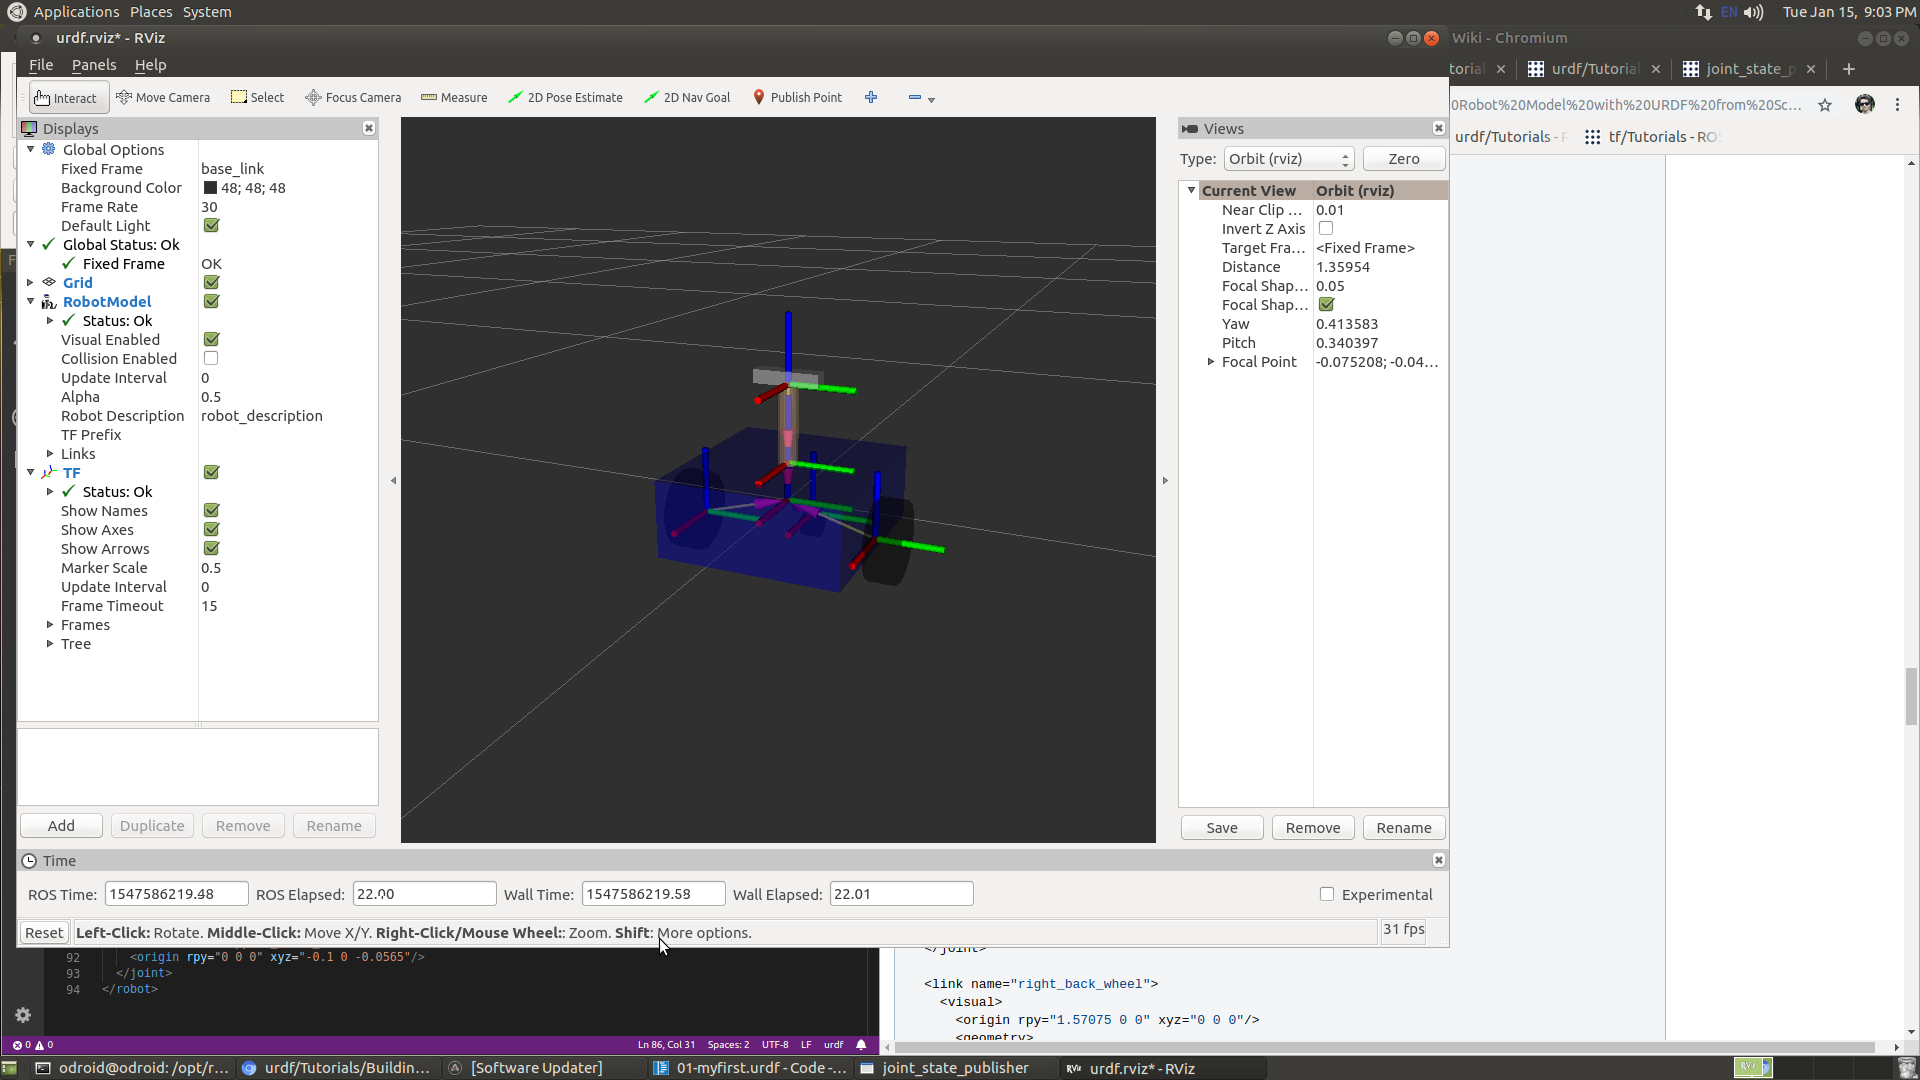 Applications Places System
EN Tue Jan 15, 9:03 PM
urdf.rviz* - RViz
Wiki - Chromium
File Panels Help
torial urdf/Tutorial joint_state_p
Interact Move Camera Select Focus Camera Measure 2D Pose Estimate 2D Nav Goal Publish Point
0Robot%20Model%20with%20URDF%20from%20Sc...
urdf/Tutorials - tf/Tutorials - RO
Displays
Global Options
Fixed Frame base_link
Background Color 48; 48; 48
Frame Rate 30
Default Light
Global Status: Ok
Fixed Frame OK
Grid
RobotModel
Status: Ok
Visual Enabled
Collision Enabled
Update Interval 0
Alpha 0.5
Robot Description robot_description
TF Prefix
Links
TF
Status: Ok
Show Names
Show Axes
Show Arrows
Marker Scale 0.5
Update Interval 0
Frame Timeout 15
Frames
Tree
Add Duplicate Remove Rename
Views
Type: Orbit (rviz) Zero
Current View Orbit (rviz)
Near Clip ... 0.01
Invert Z Axis
Target Fra... <Fixed Frame>
Distance 1.35954
Focal Shap... 0.05
Focal Shap...
Yaw 0.413583
Pitch 0.340397
Focal Point -0.075208; -0.04...
Save Remove Rename
Time
ROS Time: 1547586219.48 ROS Elapsed: 22.00 Wall Time: 1547586219.58 Wall Elapsed: 22.01 Experimental
Reset Left-Click: Rotate. Middle-Click: Move X/Y. Right-Click/Mouse Wheel:: Zoom. Shift: More options. 31 fps
92 <origin rpy="0 0 0" xyz="-0.1 0 -0.0565"/>
93 </joint>
94 </robot>
</joint>
<link name="right_back_wheel">
<visual>
<origin rpy="1.57075 0 0" xyz="0 0 0"/>
<geometry>
0 0 Ln 86, Col 31 Spaces: 2 UTF-8 LF urdf
odroid@odroid: /opt/r... urdf/Tutorials/Buildin... [Software Updater] 01-myfirst.urdf - Code -... joint_state_publisher urdf.rviz* - RViz